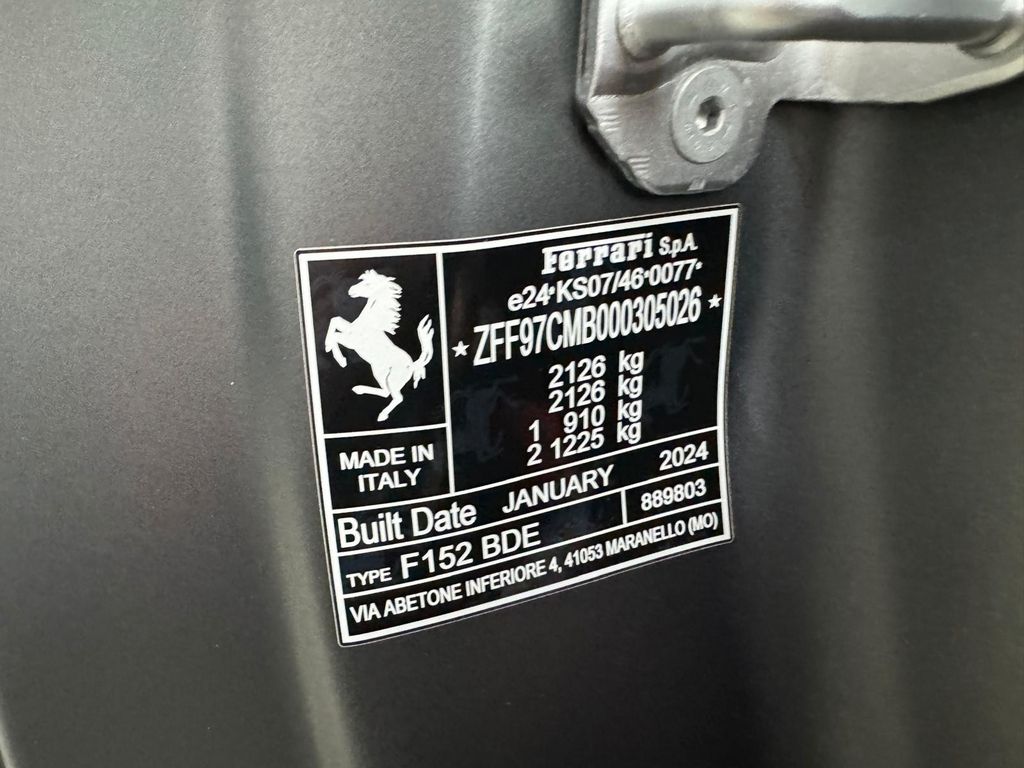 Ferrari S.p.A.
e24*KS07/46*0077*
*ZFF97CMB000305026*
2126 kg
2126 kg
1 910 kg
2 1225 kg
MADE IN
ITALY
Built Date JANUARY 2024
TYPE F152 BDE 889803
VIA ABETONE INFERIORE 4, 41053 MARANELLO (MO)